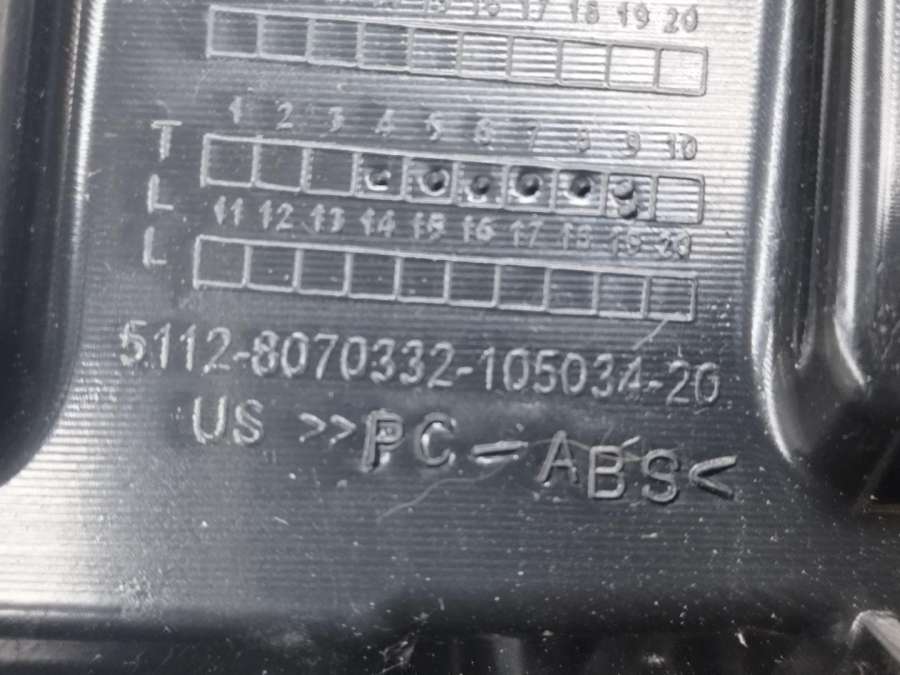 15 16 17 18 19 20
1 2 3 4 5 6 7 8 9 10
T
L
11 12 13 14 15 16 17 18 19 20
L
5112-8070332-105034-20
US >>PC-ABS<